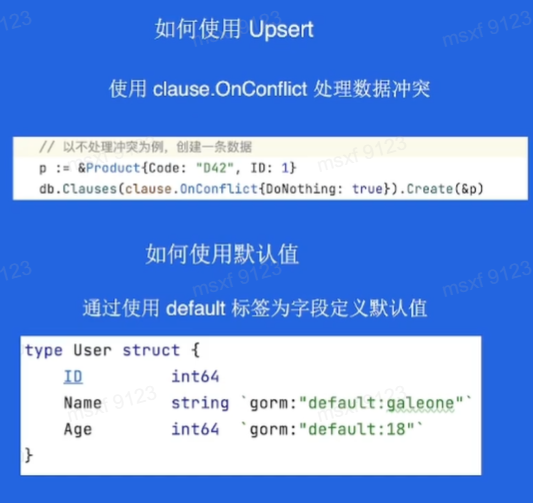 如何使用 Upsert
使用 clause.OnConflict 处理数据冲突
// 以不处理冲突为例，创建一条数据
p := &Product{Code: "D42", ID: 1}
db.Clauses(clause.OnConflict{DoNothing: true}).Create(&p)
如何使用默认值
通过使用 default 标签为字段定义默认值
type User struct {
ID int64
Name string `gorm:"default:galeone"`
Age int64 `gorm:"default:18"`
}
msxf 9123
msxf 9123
msxf 9123
msxf 9123
msxf 9123
msxf 9123
msxf 9123